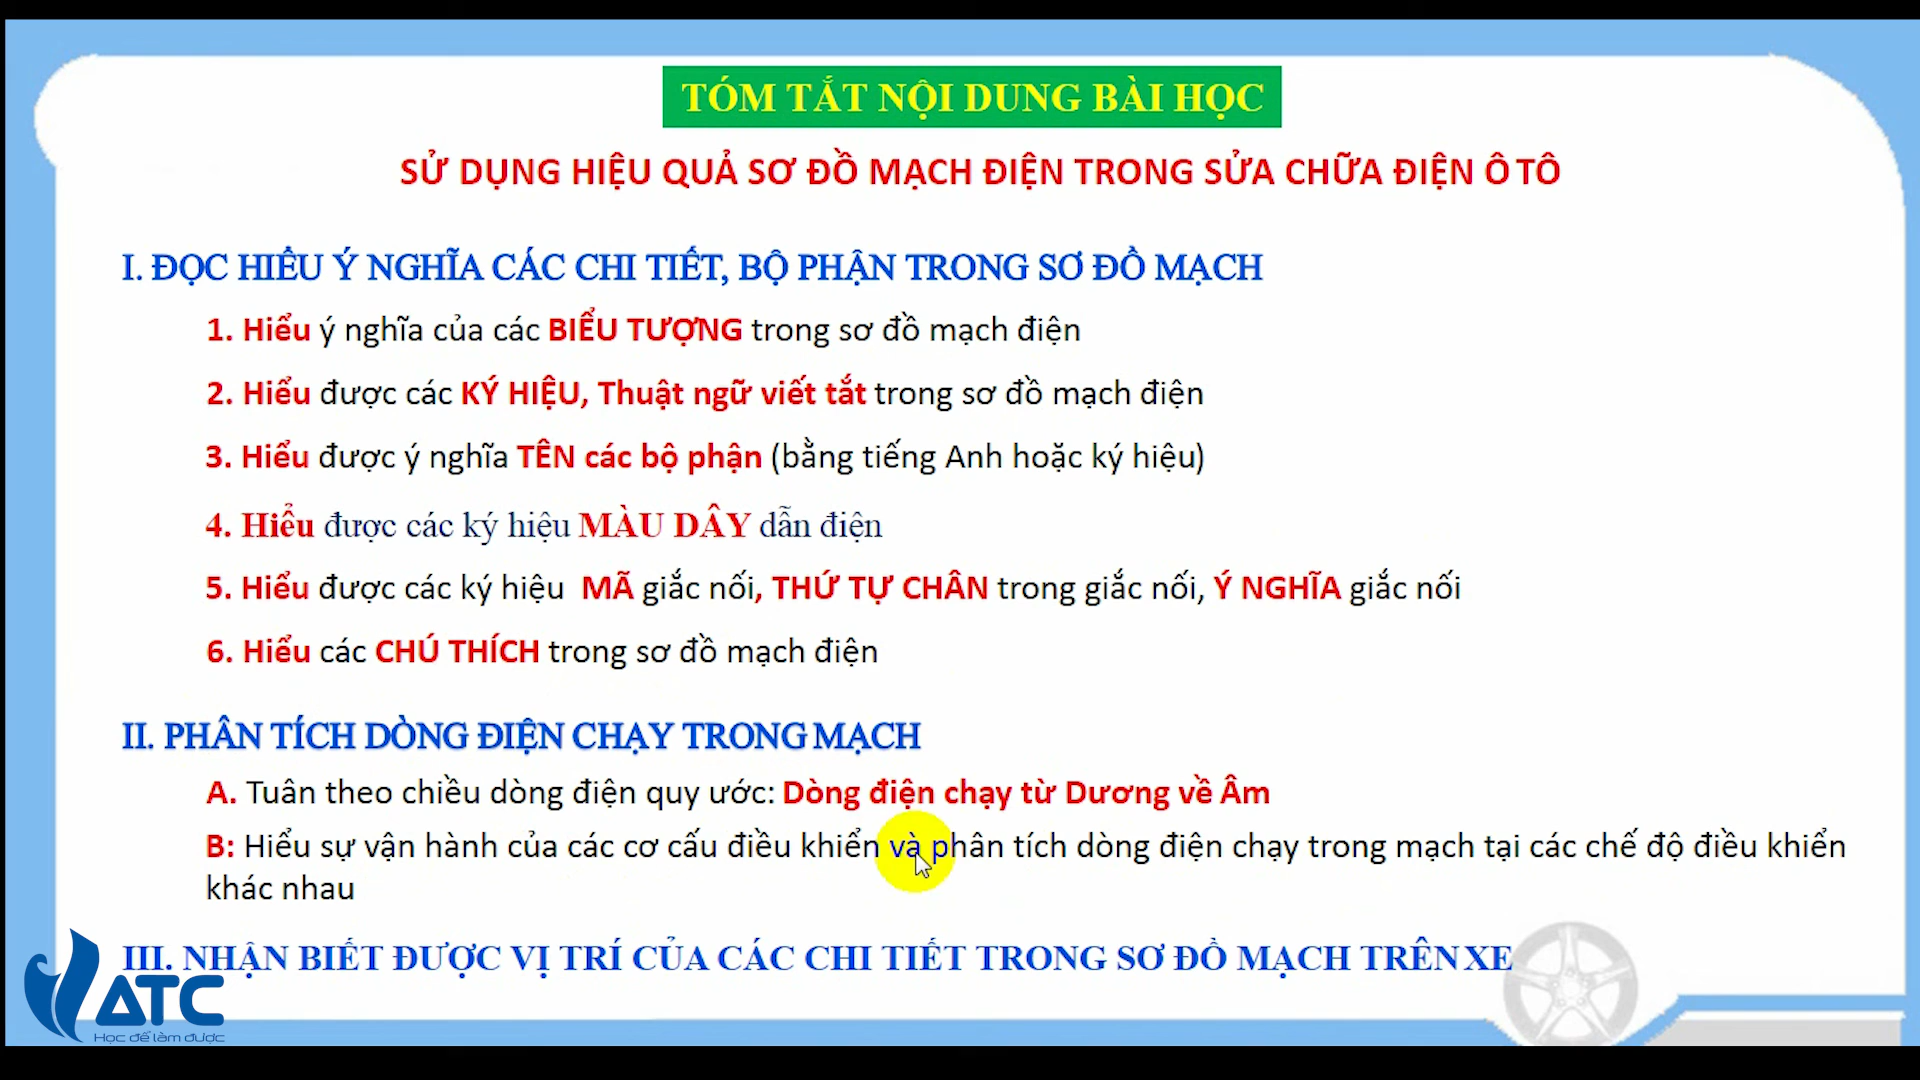 TÓM TẮT NỘI DUNG BÀI HỌC
SỬ DỤNG HIỆU QUẢ SƠ ĐỒ MẠCH ĐIỆN TRONG SỬA CHỮA ĐIỆN Ô TÔ
I. ĐỌC HIỂU Ý NGHĨA CÁC CHI TIẾT, BỘ PHẬN TRONG SƠ ĐỒ MẠCH
1. Hiểu ý nghĩa của các BIỂU TƯỢNG trong sơ đồ mạch điện
2. Hiểu được các KÝ HIỆU, Thuật ngữ viết tắt trong sơ đồ mạch điện
3. Hiểu được ý nghĩa TÊN các bộ phận (bằng tiếng Anh hoặc ký hiệu)
4. Hiểu được các ký hiệu MÀU DÂY dẫn điện
5. Hiểu được các ký hiệu MÃ giắc nối, THỨ TỰ CHÂN trong giắc nối, Ý NGHĨA giắc nối
6. Hiểu các CHÚ THÍCH trong sơ đồ mạch điện
II. PHÂN TÍCH DÒNG ĐIỆN CHẠY TRONG MẠCH
A. Tuân theo chiều dòng điện quy ước: Dòng điện chạy từ Dương về Âm
B: Hiểu sự vận hành của các cơ cấu điều khiển và phân tích dòng điện chạy trong mạch tại các chế độ điều khiển
khác nhau
III. NHẬN BIẾT ĐƯỢC VỊ TRÍ CỦA CÁC CHI TIẾT TRONG SƠ ĐỒ MẠCH TRÊN XE
VATC
Học để làm được